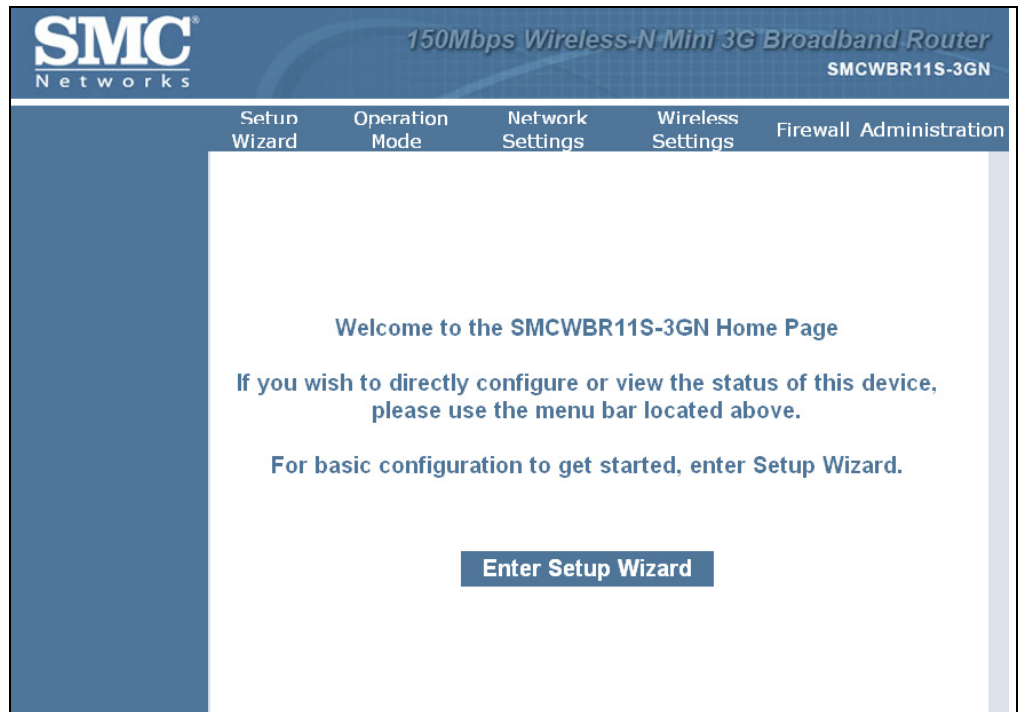 SMC®
Networks
150Mbps Wireless-N Mini 3G Broadband Router
SMCWBR11S-3GN
Setup Wizard
Operation Mode
Network Settings
Wireless Settings
Firewall
Administration
Welcome to the SMCWBR11S-3GN Home Page
If you wish to directly configure or view the status of this device,
please use the menu bar located above.
For basic configuration to get started, enter Setup Wizard.
Enter Setup Wizard